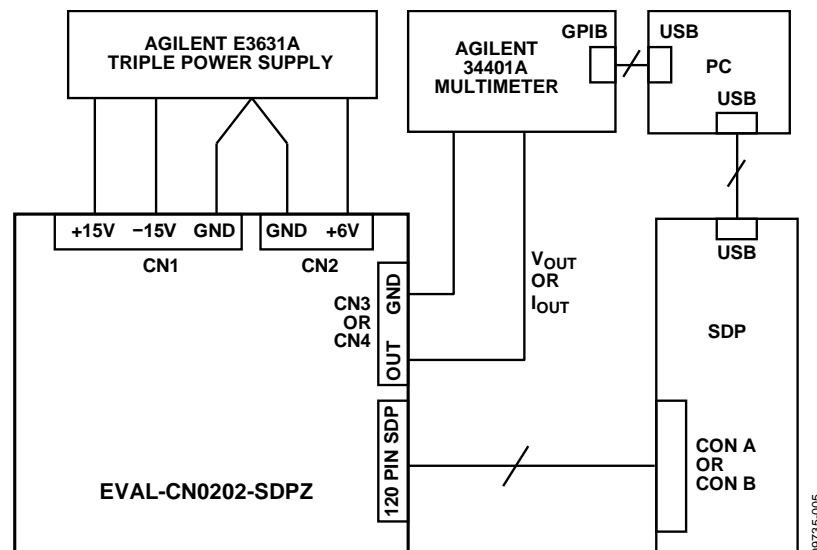 AGILENT E3631A
TRIPLE POWER SUPPLY
AGILENT
34401A
MULTIMETER
GPIB
USB
PC
USB
+15V
−15V
GND
CN1
GND
+6V
CN2
CN3
OR
CN4
GND
OUT
VOUT
OR
IOUT
USB
SDP
120 PIN SDP
CON A
OR
CON B
EVAL-CN0202-SDPZ
09735-005